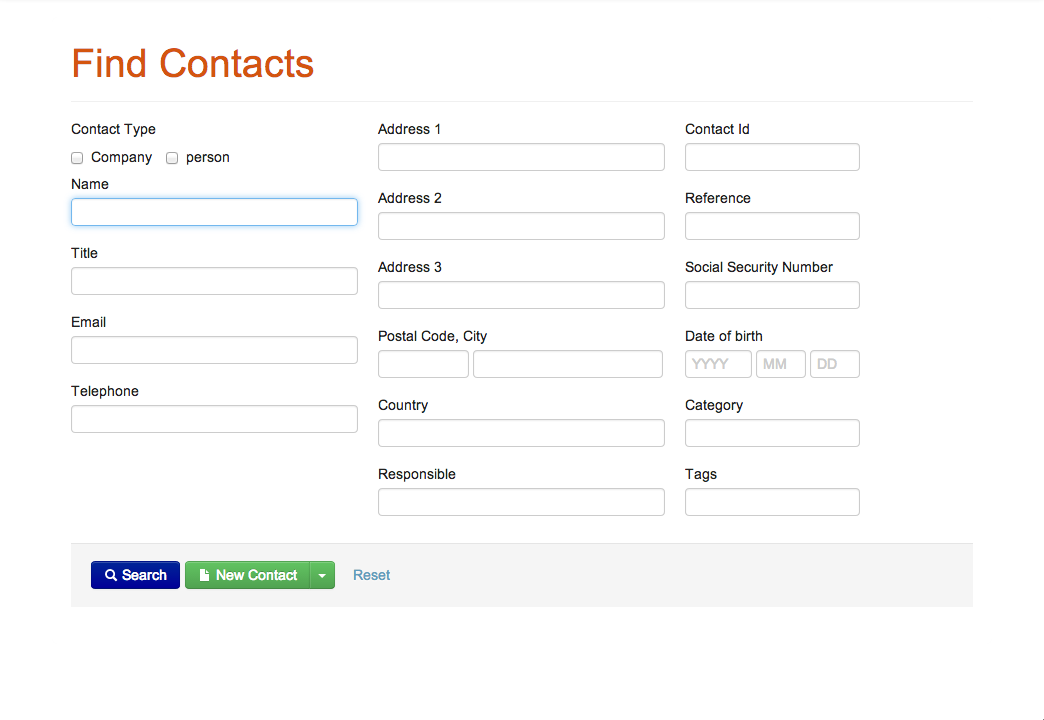 Find Contacts
Contact Type
Company person
Name
Title
Email
Telephone
Address 1
Address 2
Address 3
Postal Code, City
Country
Responsible
Contact Id
Reference
Social Security Number
Date of birth
YYYY MM DD
Category
Tags
Search New Contact Reset